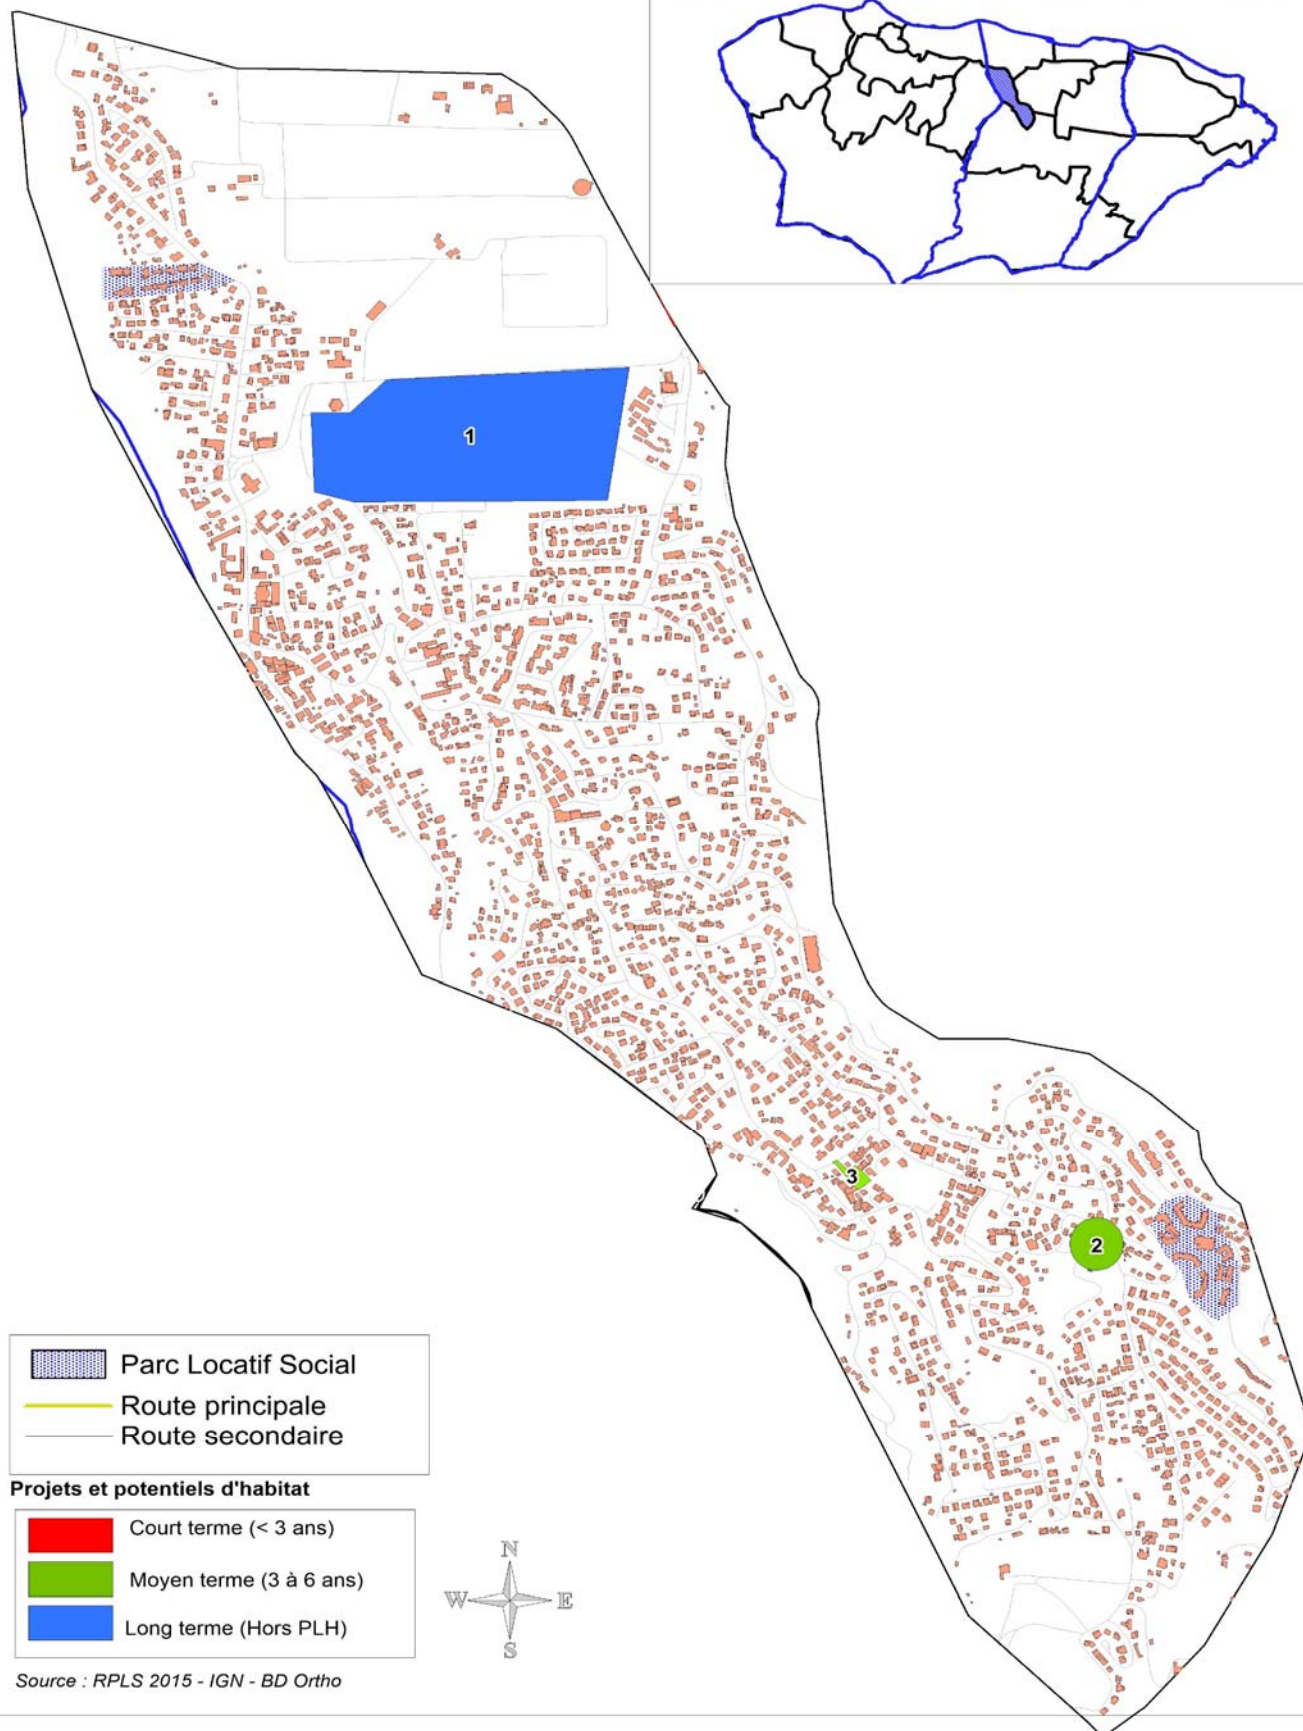 1
3
2
Parc Locatif Social
Route principale
Route secondaire
Projets et potentiels d'habitat
Court terme (< 3 ans)
Moyen terme (3 à 6 ans)
Long terme (Hors PLH)
N
W E
S
Source : RPLS 2015 - IGN - BD Ortho